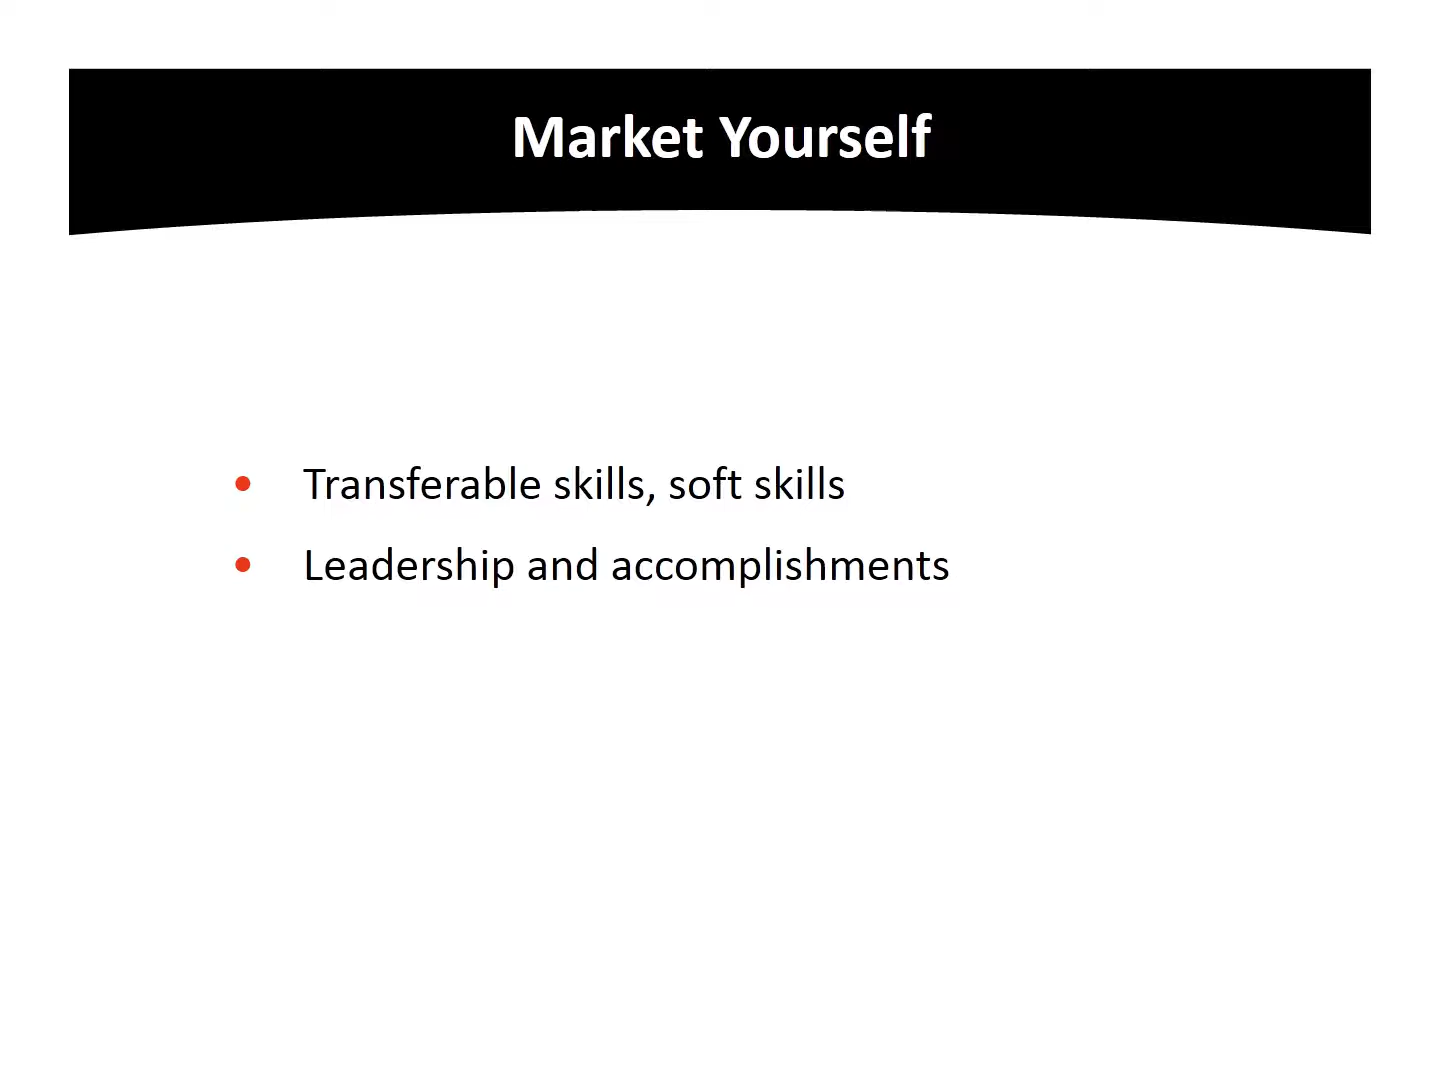 Market Yourself
• Transferable skills, soft skills
• Leadership and accomplishments